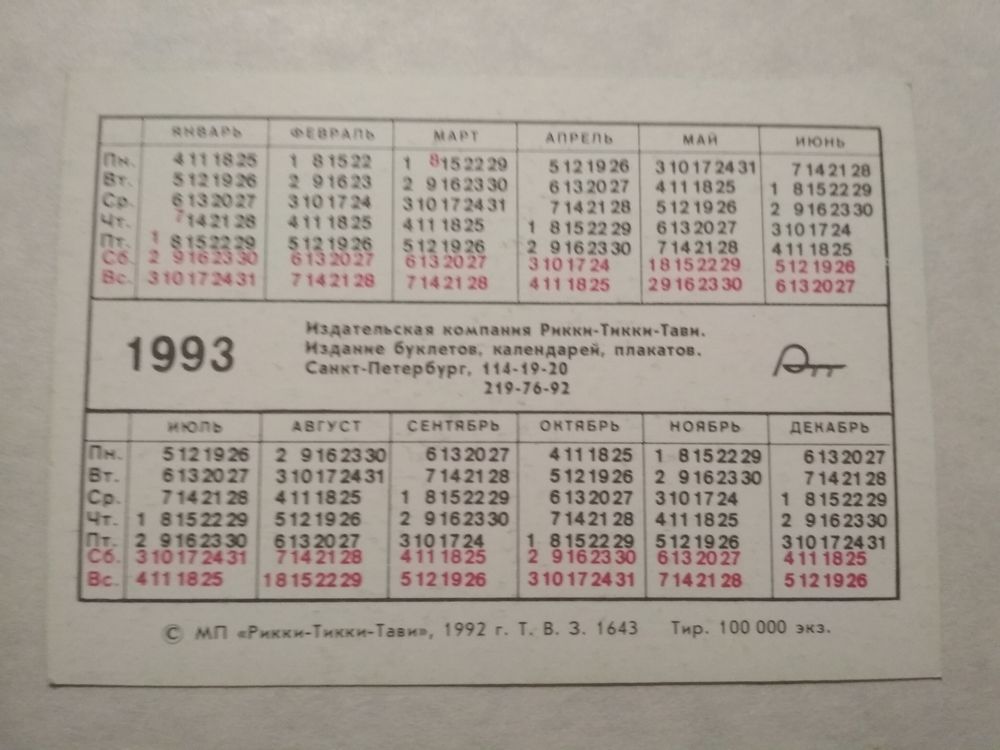 ЯНВАРЬ ФЕВРАЛЬ МАРТ АПРЕЛЬ МАЙ ИЮНЬ
Пн. 4 11 18 25 1 8 15 22 1 8 15 22 29 5 12 19 26 3 10 17 24 31 7 14 21 28
Вт. 5 12 19 26 2 9 16 23 2 9 16 23 30 6 13 20 27 4 11 18 25 1 8 15 22 29
Ср. 6 13 20 27 3 10 17 24 3 10 17 24 31 7 14 21 28 5 12 19 26 2 9 16 23 30
Чт. 7 14 21 28 4 11 18 25 4 11 18 25 1 8 15 22 29 6 13 20 27 3 10 17 24
Пт. 1 8 15 22 29 5 12 19 26 5 12 19 26 2 9 16 23 30 7 14 21 28 4 11 18 25
Сб. 2 9 16 23 30 6 13 20 27 6 13 20 27 3 10 17 24 1 8 15 22 29 5 12 19 26
Вс. 3 10 17 24 31 7 14 21 28 7 14 21 28 4 11 18 25 2 9 16 23 30 6 13 20 27
1993
Издательская компания Рикки-Тикки-Тави.
Издание буклетов, календарей, плакатов.
Санкт-Петербург, 114-19-20
219-76-92
ИЮЛЬ АВГУСТ СЕНТЯБРЬ ОКТЯБРЬ НОЯБРЬ ДЕКАБРЬ
Пн. 5 12 19 26 2 9 16 23 30 6 13 20 27 4 11 18 25 1 8 15 22 29 6 13 20 27
Вт. 6 13 20 27 3 10 17 24 31 7 14 21 28 5 12 19 26 2 9 16 23 30 7 14 21 28
Ср. 7 14 21 28 4 11 18 25 1 8 15 22 29 6 13 20 27 3 10 17 24 1 8 15 22 29
Чт. 1 8 15 22 29 5 12 19 26 2 9 16 23 30 7 14 21 28 4 11 18 25 2 9 16 23 30
Пт. 2 9 16 23 30 6 13 20 27 3 10 17 24 1 8 15 22 29 5 12 19 26 3 10 17 24 31
Сб. 3 10 17 24 31 7 14 21 28 4 11 18 25 2 9 16 23 30 6 13 20 27 4 11 18 25
Вс. 4 11 18 25 1 8 15 22 29 5 12 19 26 3 10 17 24 31 7 14 21 28 5 12 19 26
© МП «Рикки-Тикки-Тави», 1992 г. Т. В. З. 1643 Тир. 100 000 экз.